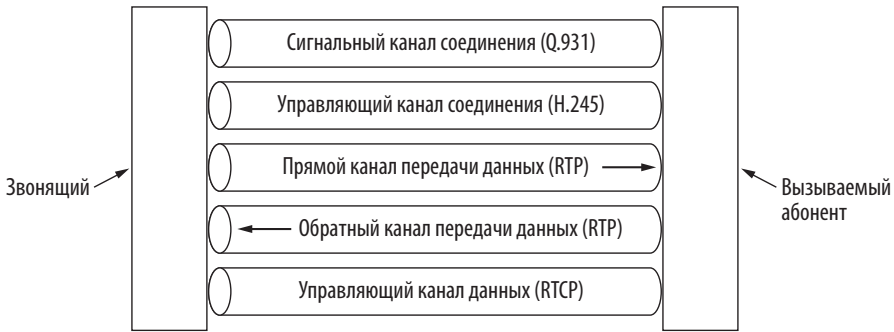 Сигнальный канал соединения (Q.931)
Управляющий канал соединения (H.245)
Прямой канал передачи данных (RTP)
Звонящий
Вызываемый
абонент
Обратный канал передачи данных (RTP)
Управляющий канал данных (RTCP)